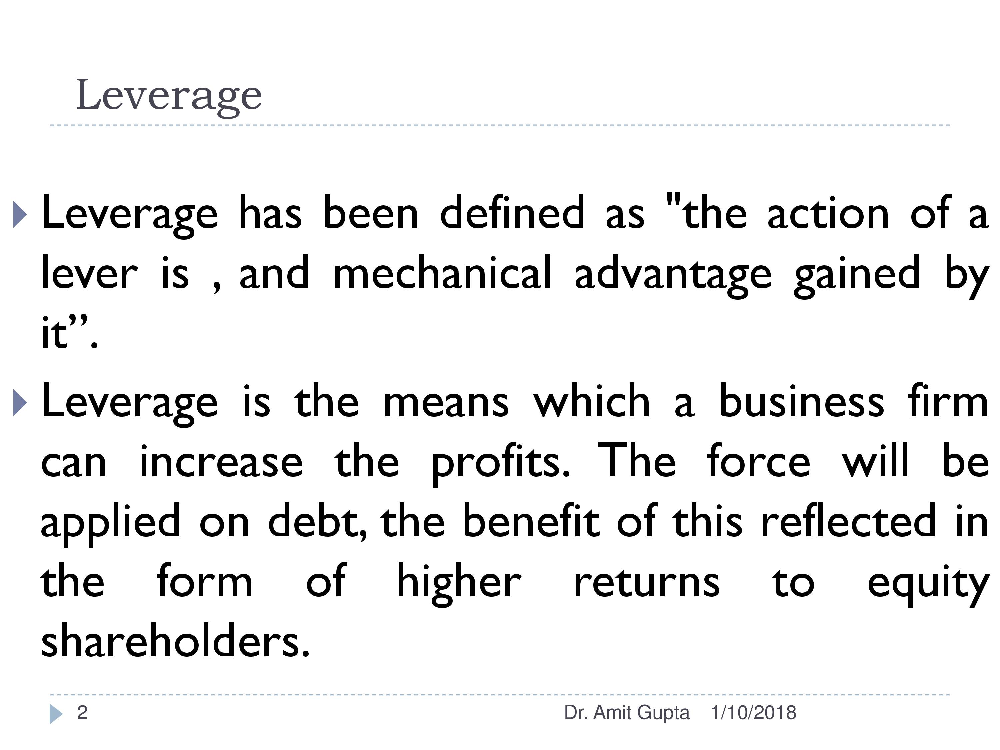 Leverage
Leverage has been defined as "the action of a
lever is , and mechanical advantage gained by
it”.
Leverage is the means which a business firm
can increase the profits. The force will be
applied on debt, the benefit of this reflected in
the form of higher returns to equity
shareholders.
2 Dr. Amit Gupta 1/10/2018